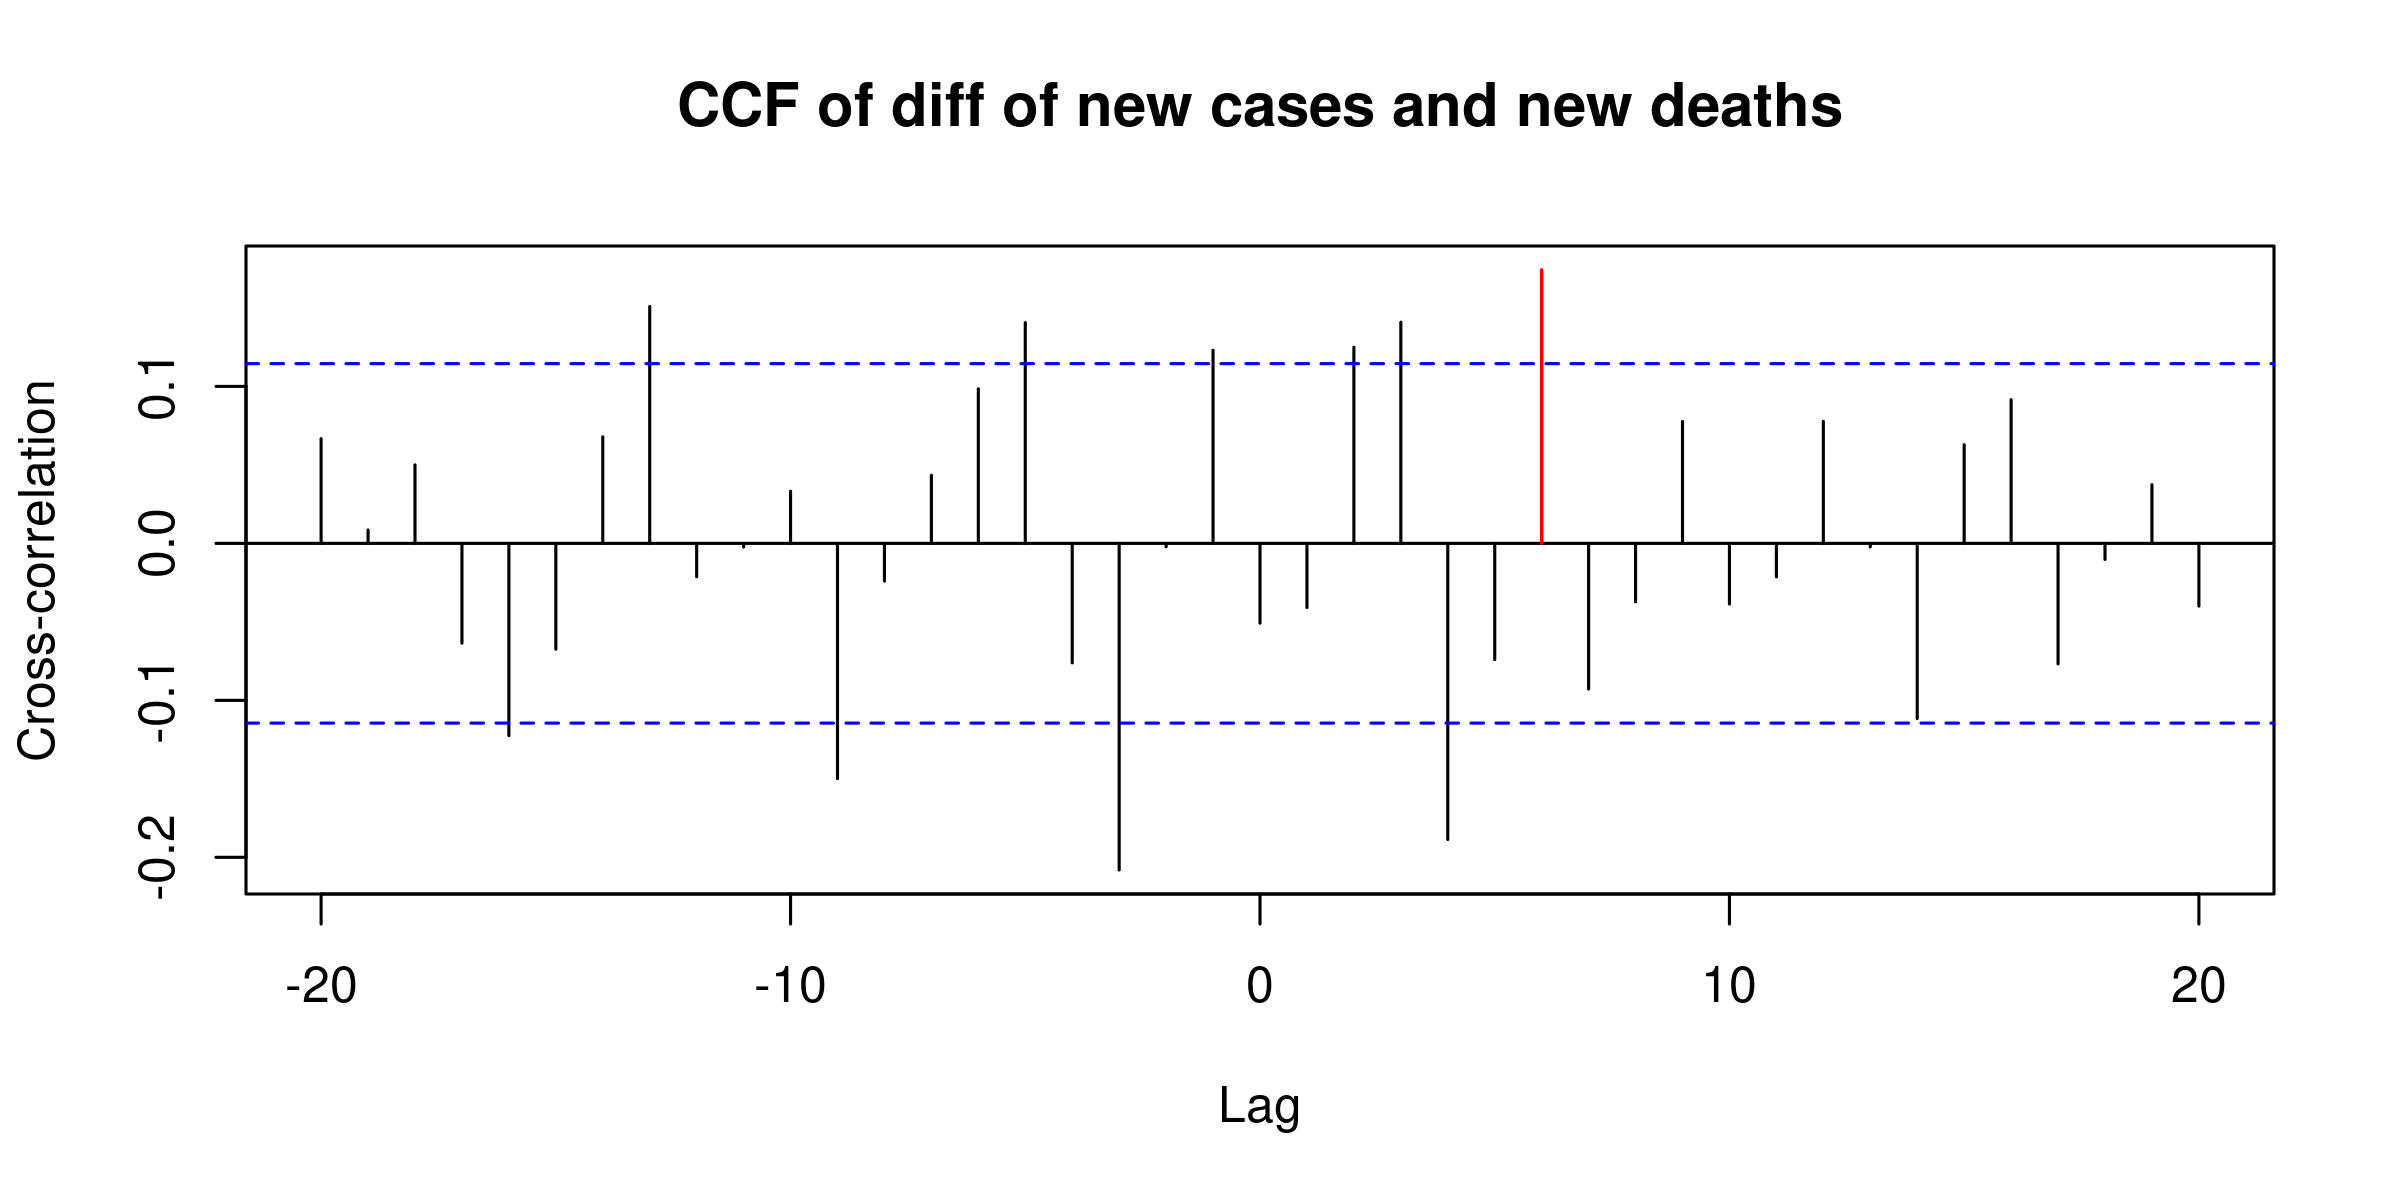 CCF of diff of new cases and new deaths
Cross-correlation
0.1
0.0
-0.1
-0.2
-20 -10 0 10 20
Lag